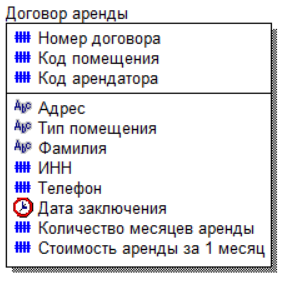 Договор аренды
Номер договора
Код помещения
Код арендатора
Адрес
Тип помещения
Фамилия
ИНН
Телефон
Дата заключения
Количество месяцев аренды
Стоимость аренды за 1 месяц